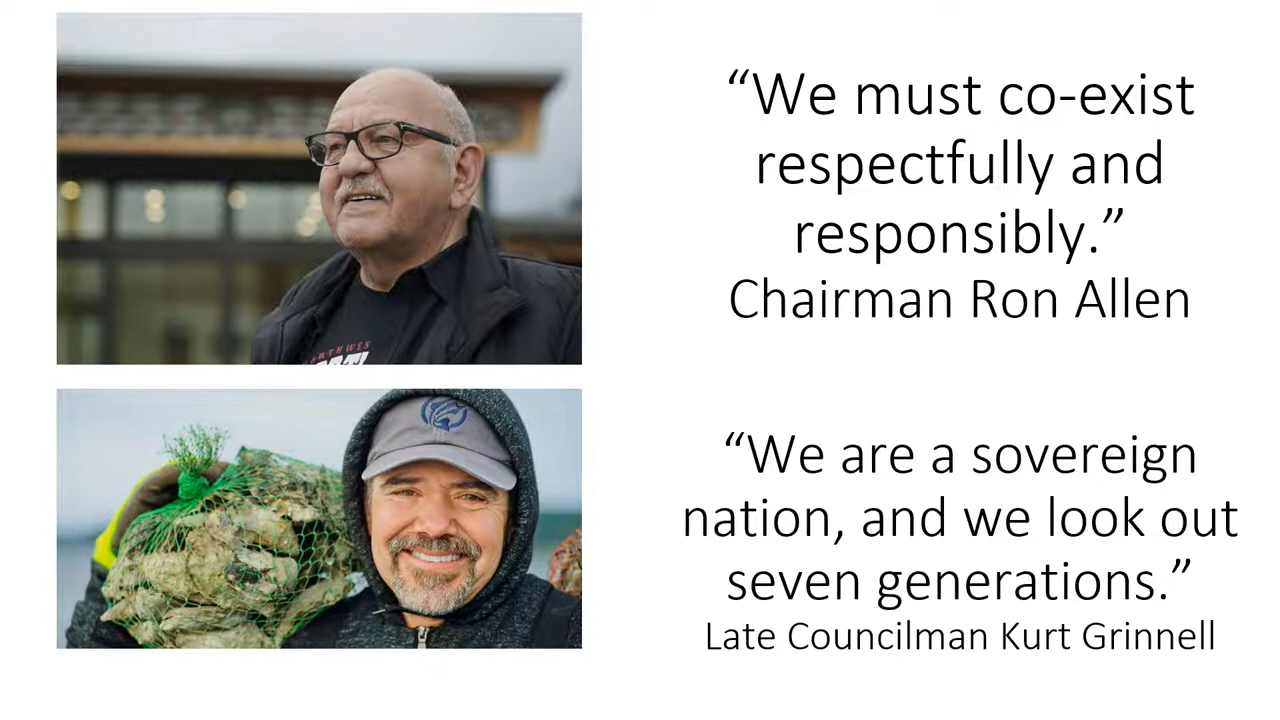 “We must co-exist
respectfully and
responsibly.”
Chairman Ron Allen
“We are a sovereign
nation, and we look out
seven generations.”
Late Councilman Kurt Grinnell